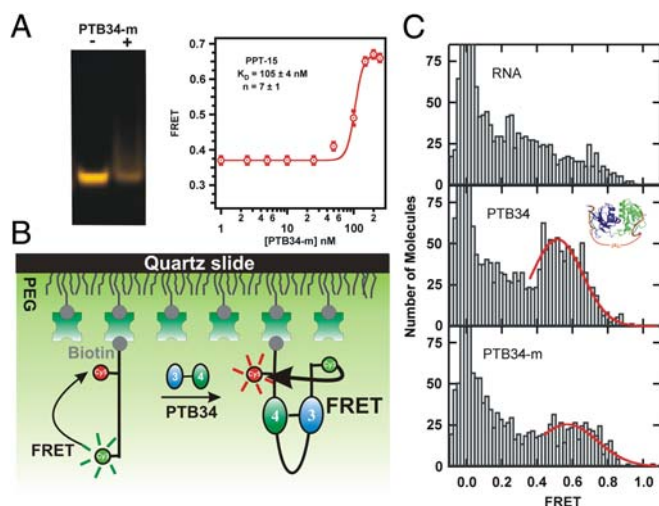 A
PTB34-m
- +
0.7
0.6
0.5
0.4
0.3
FRET
PPT-15
K_D = 105 ± 4 nM
n = 7 ± 1
1 2 4 6 10 2 4 6 100 2
[PTB34-m] nM
B
Quartz slide
PEG
Biotin
Cy5
Cy3
FRET
3 4
PTB34
Cy5
Cy3
FRET
4 3
C
RNA
75
50
25
0
PTB34
75
50
25
0
PTB34-m
75
50
25
0
Number of Molecules
0.0 0.2 0.4 0.6 0.8 1.0
FRET